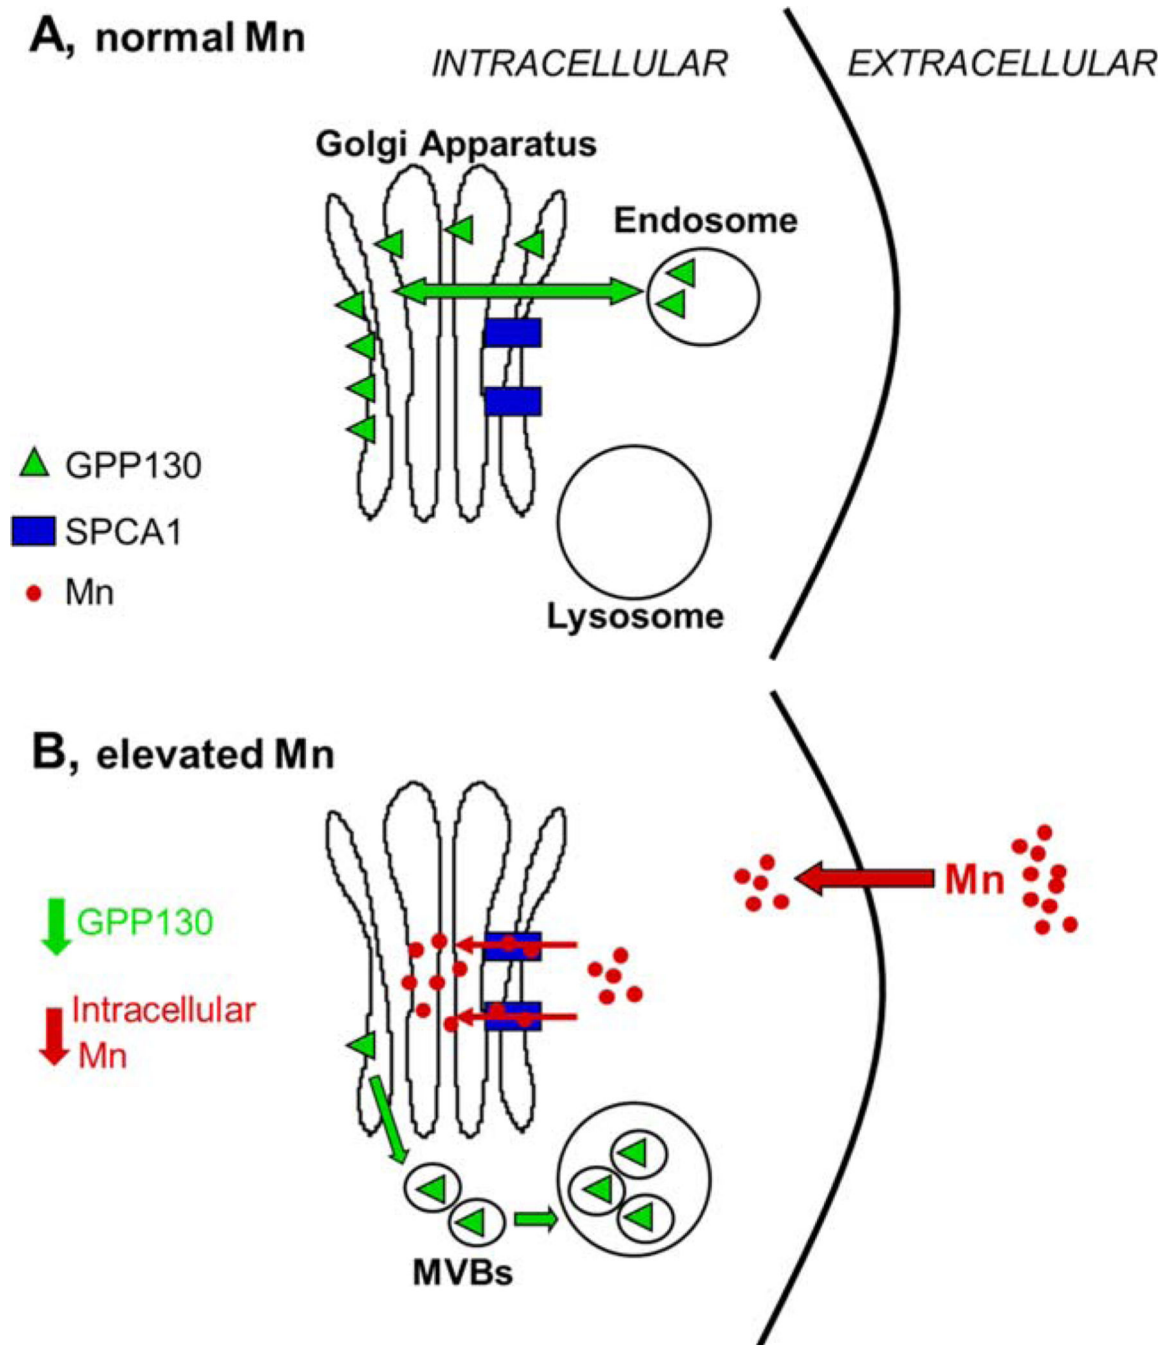 A, normal Mn
INTRACELLULAR
EXTRACELLULAR
Golgi Apparatus
Endosome
GPP130
SPCA1
Mn
Lysosome
B, elevated Mn
Mn
GPP130
Intracellular
Mn
MVBs